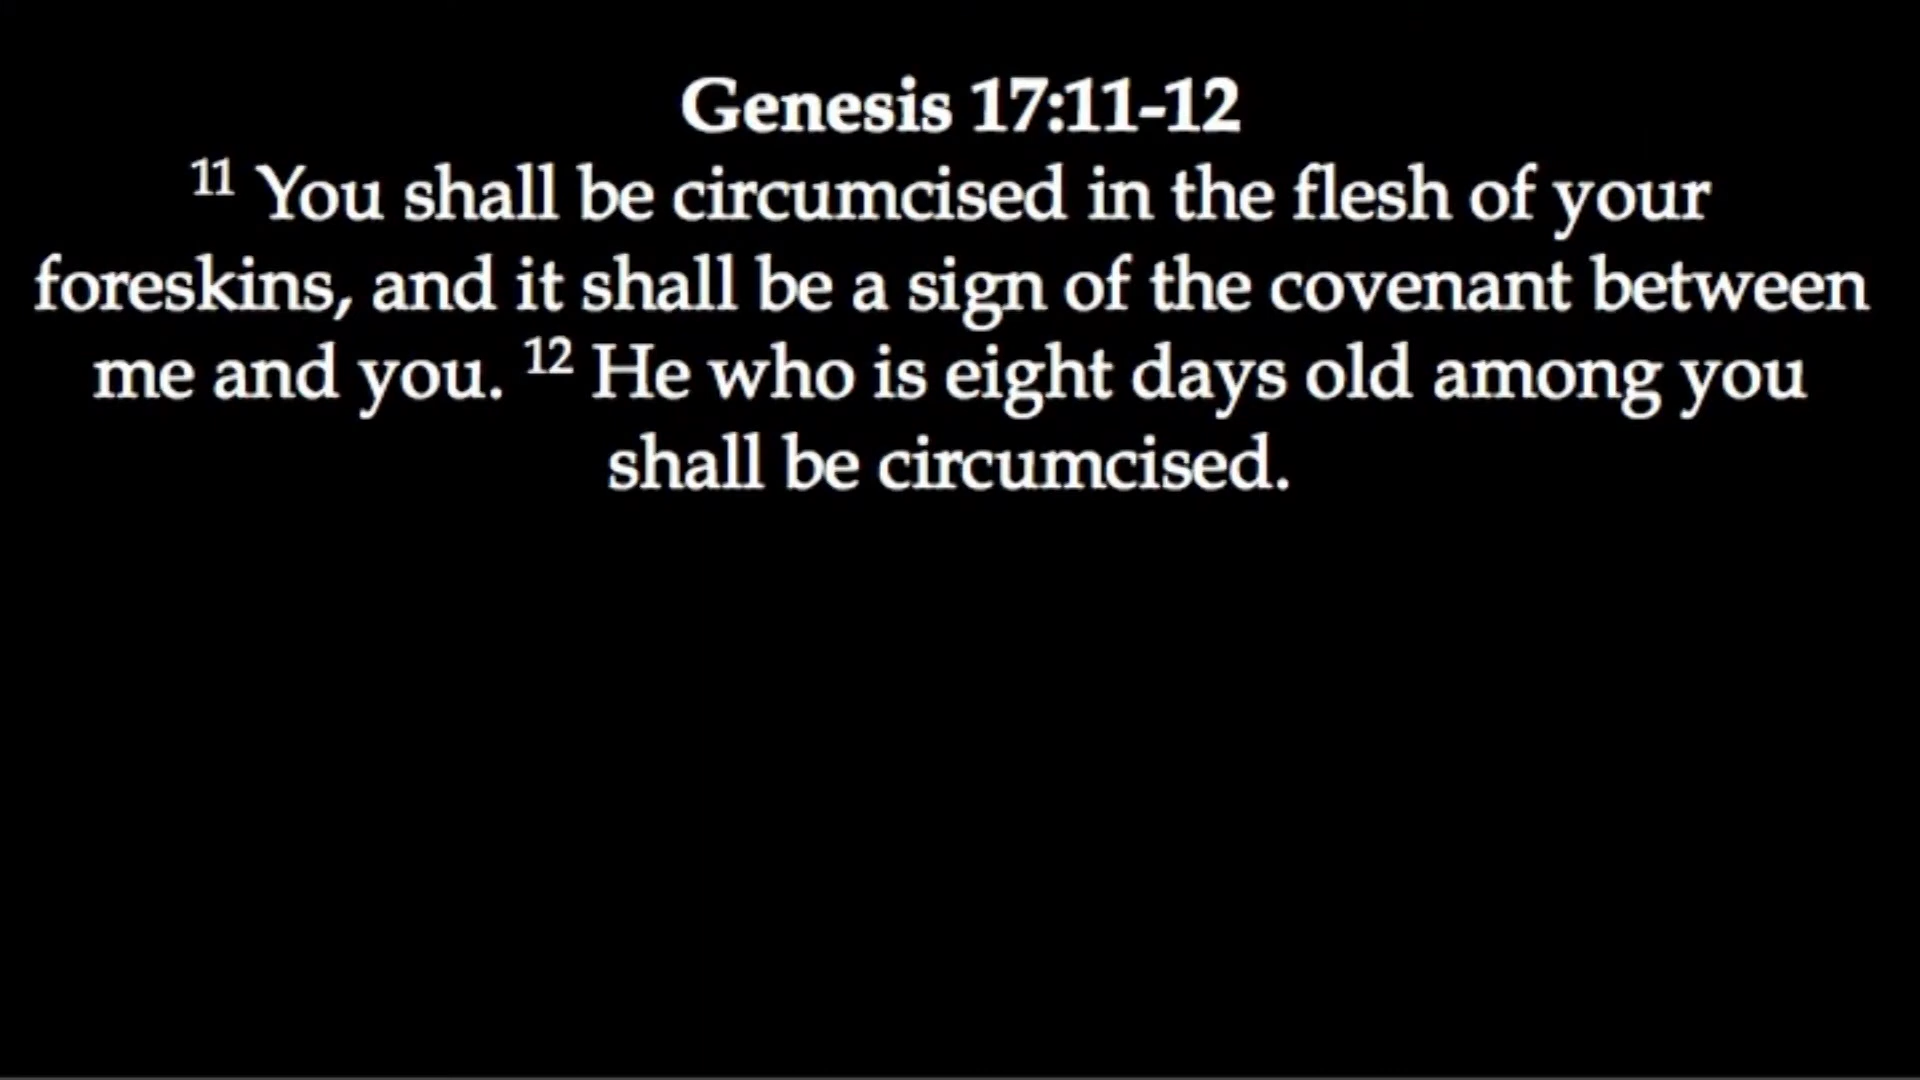 Genesis 17:11-12
11 You shall be circumcised in the flesh of your
foreskins, and it shall be a sign of the covenant between
me and you. 12 He who is eight days old among you
shall be circumcised.